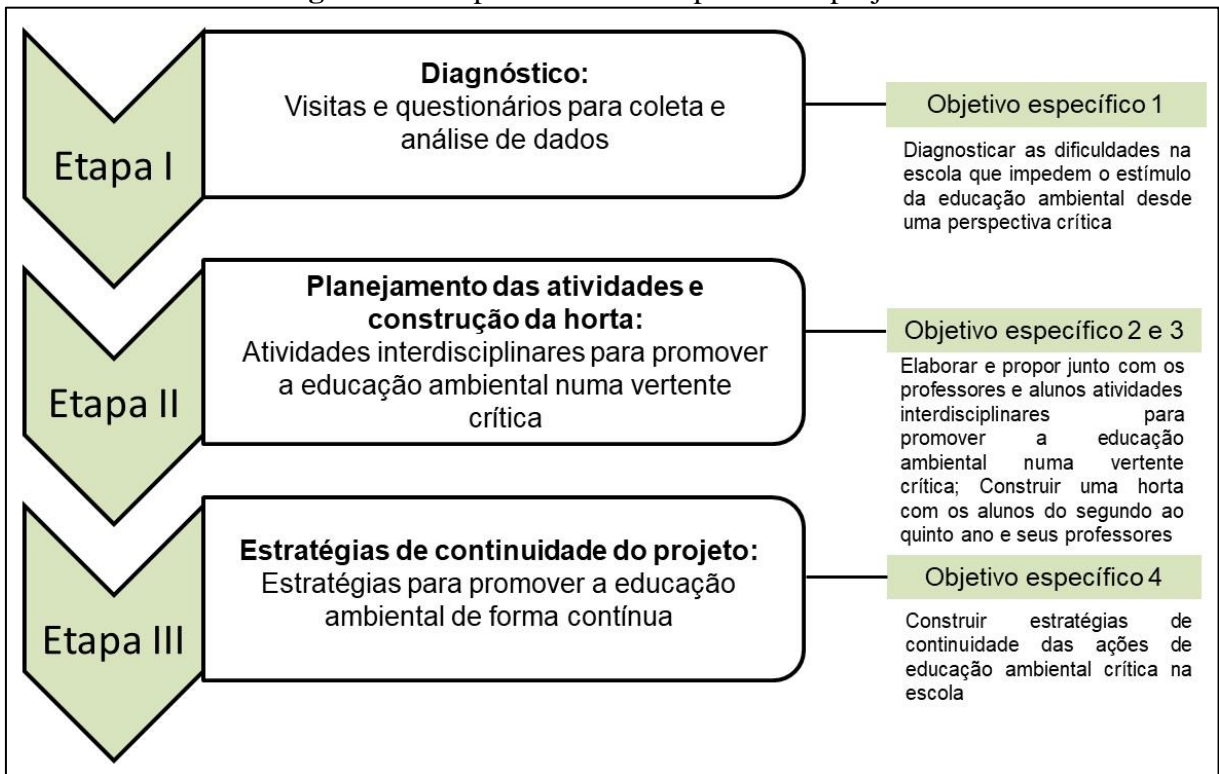 Etapa I
Diagnóstico:
Visitas e questionários para coleta e
análise de dados
Objetivo específico 1
Diagnosticar as dificuldades na
escola que impedem o estímulo
da educação ambiental desde
uma perspectiva crítica
Etapa II
Planejamento das atividades e
construção da horta:
Atividades interdisciplinares para promover
a educação ambiental numa vertente
crítica
Objetivo específico 2 e 3
Elaborar e propor junto com os
professores e alunos atividades
interdisciplinares para
promover a educação
ambiental numa vertente
crítica; Construir uma horta
com os alunos do segundo ao
quinto ano e seus professores
Etapa III
Estratégias de continuidade do projeto:
Estratégias para promover a educação
ambiental de forma contínua
Objetivo específico 4
Construir estratégias de
continuidade das ações de
educação ambiental crítica na
escola